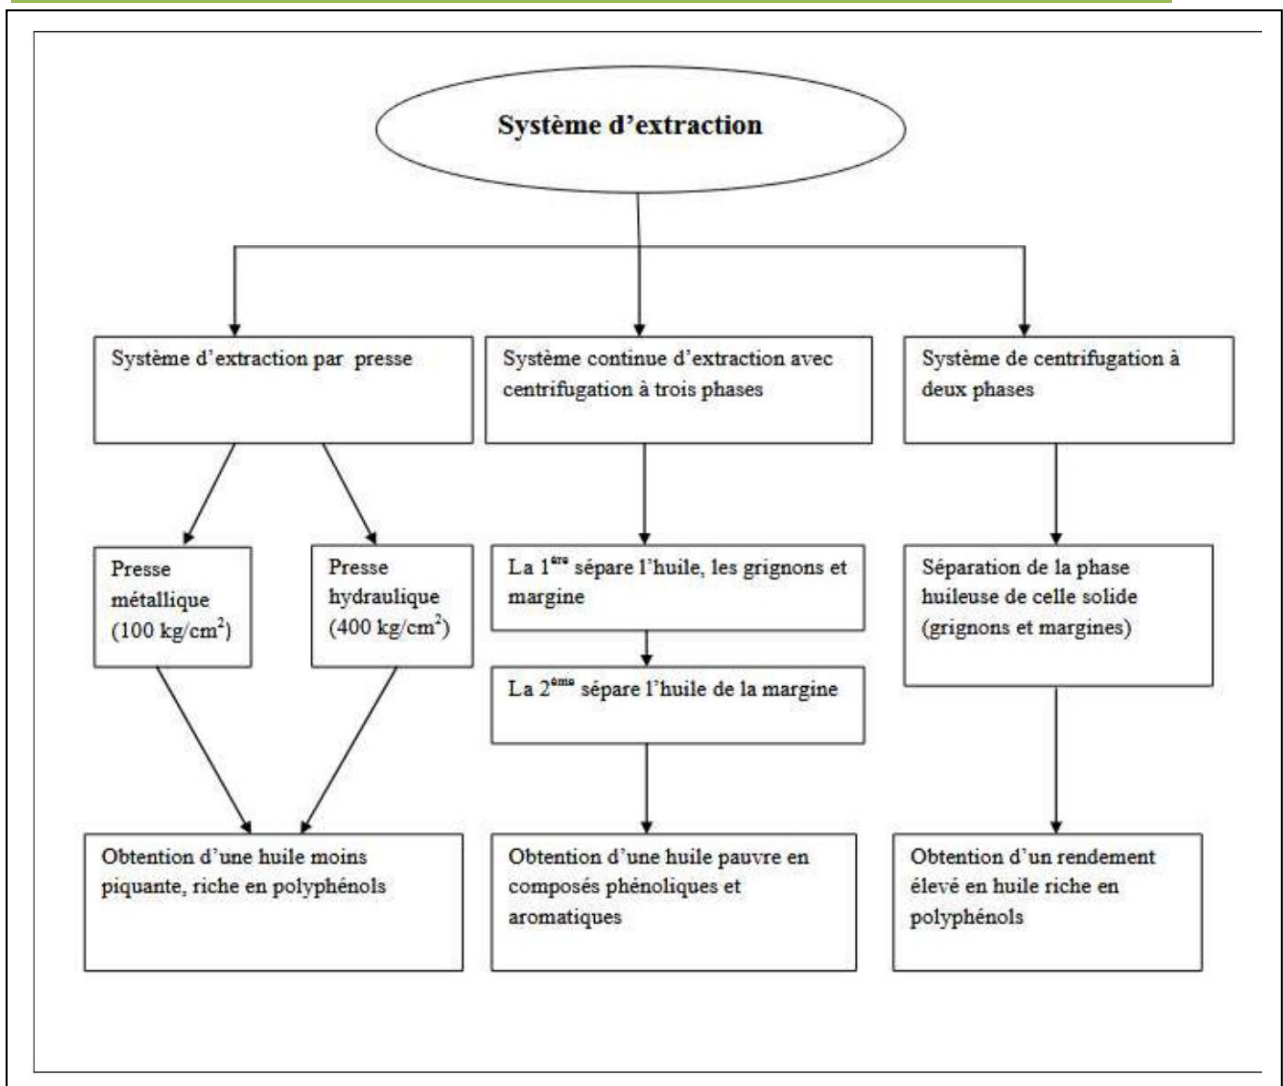 Système d’extraction
Système d’extraction par presse
Système continue d’extraction avec
centrifugation à trois phases
Système de centrifugation à
deux phases
Presse
métallique
(100 kg/cm²)
Presse
hydraulique
(400 kg/cm²)
La 1ère sépare l’huile, les grignons et
margine
La 2ème sépare l’huile de la margine
Séparation de la phase
huileuse de celle solide
(grignons et margines)
Obtention d’une huile moins
piquante, riche en polyphénols
Obtention d’une huile pauvre en
composés phénoliques et
aromatiques
Obtention d’un rendement
élevé en huile riche en
polyphénols